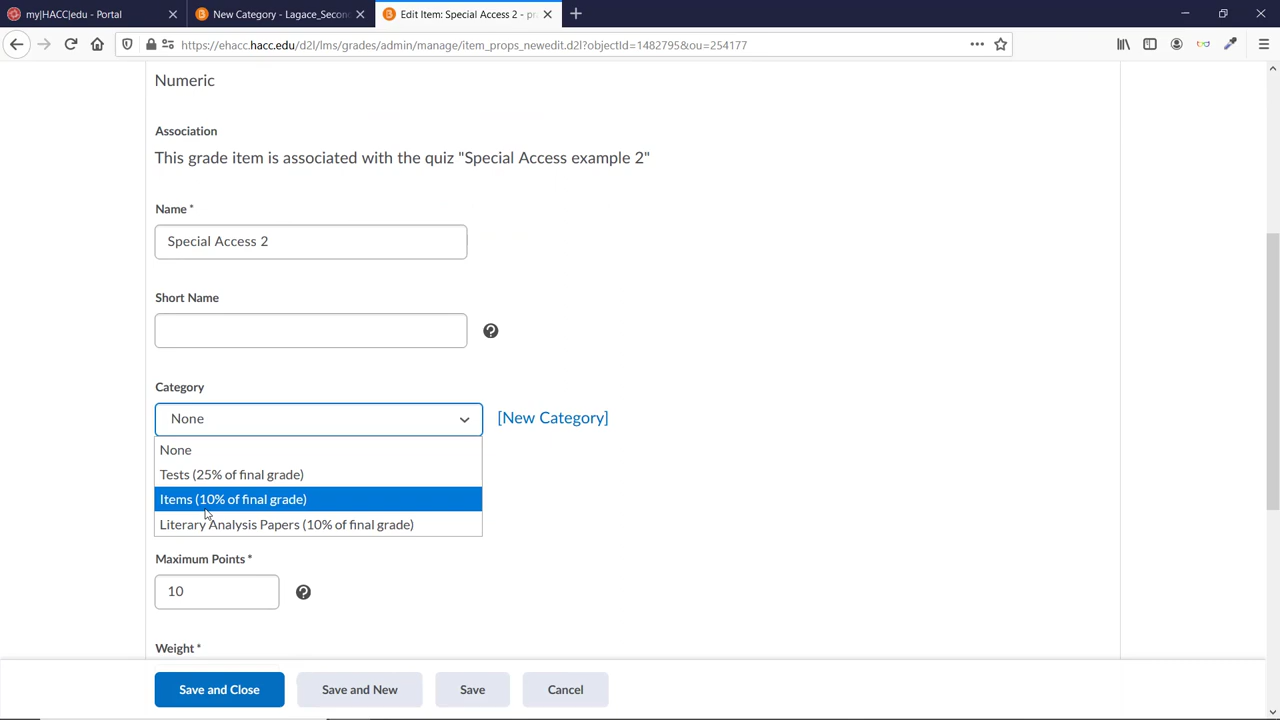 my|HACC|edu - Portal
New Category - Lagace_Secon
Edit Item: Special Access 2 - pr
https://ehacc.hacc.edu/d2l/lms/grades/admin/manage/item_props_newedit.d2l?objectId=1482795&ou=254177
Numeric
Association
This grade item is associated with the quiz "Special Access example 2"
Name *
Special Access 2
Short Name
Category
None
[New Category]
None
Tests (25% of final grade)
Items (10% of final grade)
Literary Analysis Papers (10% of final grade)
Maximum Points *
10
Weight *
Save and Close
Save and New
Save
Cancel